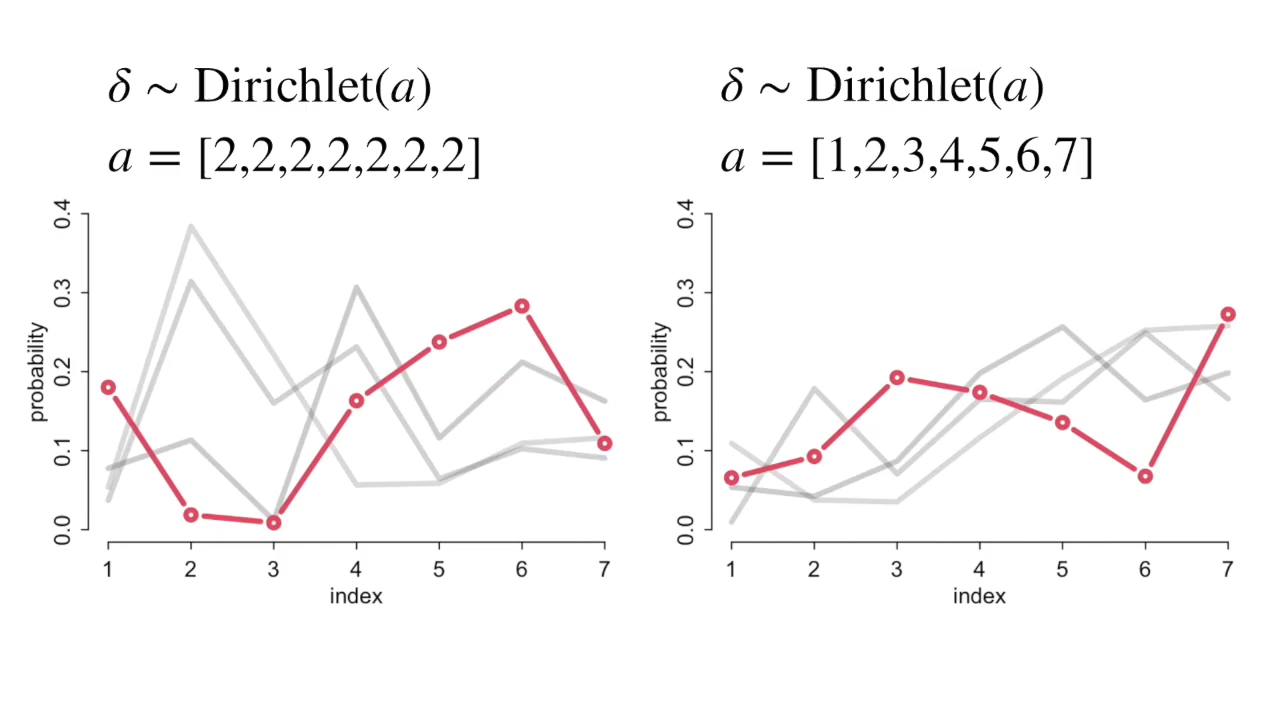 δ ~ Dirichlet(a)
a = [2,2,2,2,2,2,2]
probability
0.4
0.3
0.2
0.1
0.0
1 2 3 4 5 6 7
index
δ ~ Dirichlet(a)
a = [1,2,3,4,5,6,7]
probability
0.4
0.3
0.2
0.1
0.0
1 2 3 4 5 6 7
index